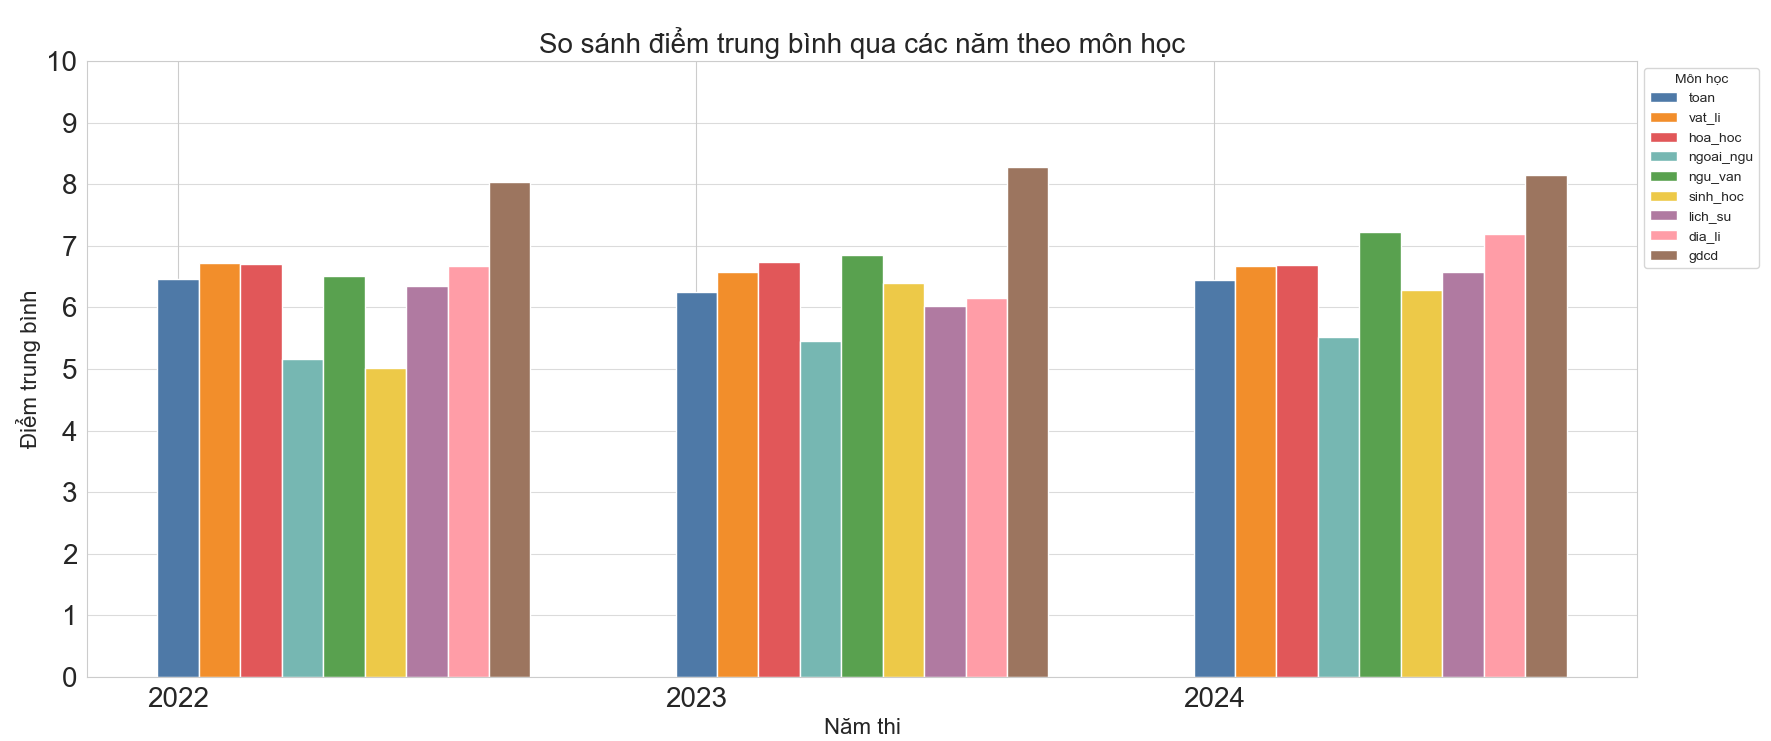 So sánh điểm trung bình qua các năm theo môn học
10
9
8
7
6
5
4
3
2
1
0
Điểm trung bình
2022
2023
2024
Năm thi
Môn học
toan
vat_li
hoa_hoc
ngoai_ngu
ngu_van
sinh_hoc
lich_su
dia_li
gdcd